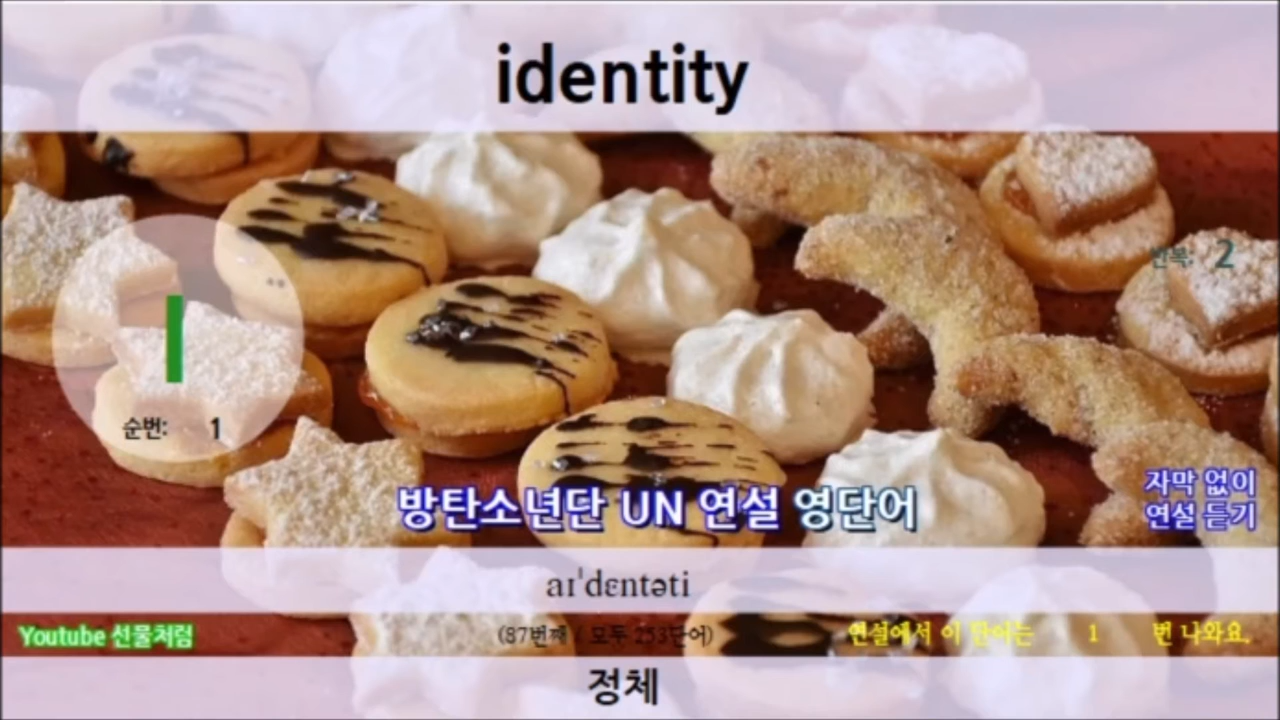 identity
반복: 2
순번: 1
방탄소년단 UN 연설 영단어
자막 없이
연설 듣기
aɪˈdɛntəti
Youtube 선물처럼
(87번째 / 모두 253단어)
연설에서 이 단어는 1 번 나와요.
정체